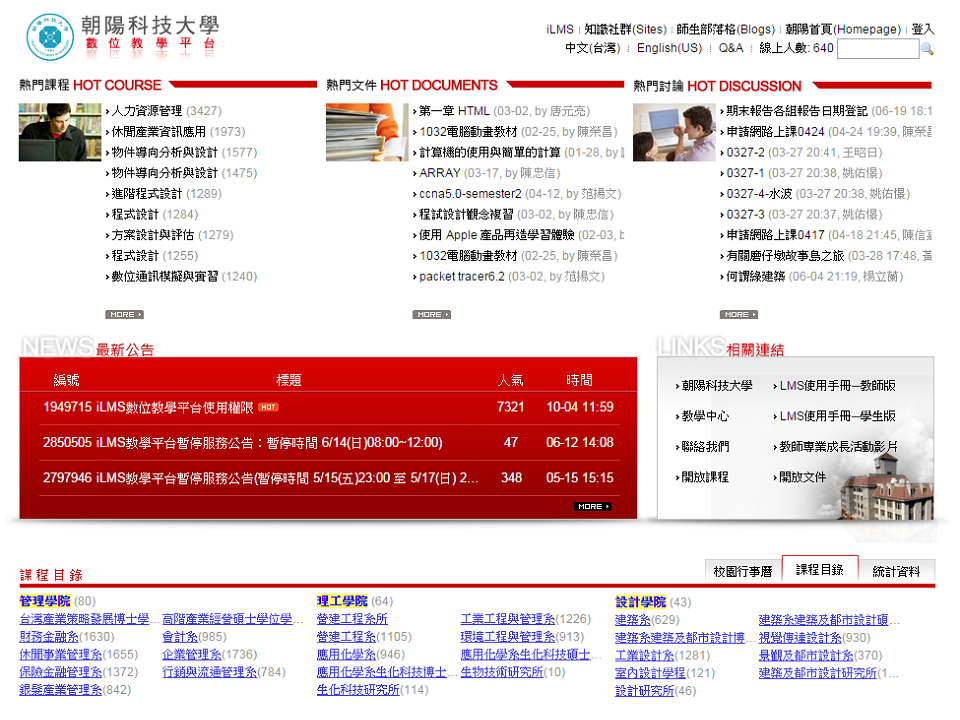 朝陽科技大學
數位教學平台
iLMS | 知識社群(Sites) | 師生部落格(Blogs) | 朝陽首頁(Homepage) | 登入
中文(台灣) | English(US) | Q&A | 線上人數: 640
熱門課程 HOT COURSE
人力資源管理 (3427)
休閒產業資訊應用 (1973)
物件導向分析與設計 (1577)
物件導向分析與設計 (1475)
進階程式設計 (1289)
程式設計 (1284)
方案設計與評估 (1279)
程式設計 (1255)
數位通訊模擬與實習 (1240)
MORE
熱門文件 HOT DOCUMENTS
第一章 HTML (03-02, by 唐元亮)
1032電腦動畫教材 (02-25, by 陳榮昌)
計算機的使用與簡單的計算 (01-28, by
ARRAY (03-17, by 陳忠信)
ccna5.0-semester2 (04-12, by 范揚文)
程試設計觀念複習 (03-02, by 陳忠信)
使用 Apple 產品再造學習體驗 (02-03, b
1032電腦動畫教材 (02-25, by 陳榮昌)
packet tracer6.2 (03-02, by 范揚文)
MORE
熱門討論 HOT DISCUSSION
期末報告各組報告日期登記 (06-19 18:1
申請網路上課0424 (04-24 19:39, 陳榮昌
0327-2 (03-27 20:41, 王昭日)
0327-1 (03-27 20:38, 姚佑)
0327-4-水波 (03-27 20:38, 姚佑)
0327-3 (03-27 20:37, 姚佑)
申請網路上課0417 (04-18 21:45, 陳信
有關磨仔墩故事島之旅 (03-28 17:48, 黃
何謂綠建築 (06-04 21:19, 楊立蘭)
MORE
NEWS 最新公告
編號 標題 人氣 時間
1949715 iLMS數位教學平台使用權限 HOT 7321 10-04 11:59
2850505 iLMS教學平台暫停服務公告：暫停時間 6/14(日)08:00~12:00) 47 06-12 14:08
2797946 iLMS教學平台暫停服務公告(暫停時間 5/15(五)23:00 至 5/17(日) 2... 348 05-15 15:15
MORE
LINKS 相關連結
朝陽科技大學 LMS使用手冊─教師版
教學中心 LMS使用手冊─學生版
聯絡我們 教師專業成長活動影片
開放課程 開放文件
課程目錄
校園行事曆 課程目錄 統計資料
管理學院 (80)
台灣產業策略發展博士學... 高階產業經營碩士學位學...
財務金融系(1630) 會計系(985)
休閒事業管理系(1655) 企業管理系(1736)
保險金融管理系(1372) 行銷與流通管理系(784)
銀髮產業管理系(842)
理工學院 (64)
營建工程系所 工業工程與管理系(1226)
營建工程系(1105) 環境工程與管理系(913)
應用化學系(946) 應用化學系生化科技碩士...
應用化學系生化科技博士... 生物技術研究所(10)
生化科技研究所(114)
設計學院 (43)
建築系(629) 建築系建築及都市設計碩...
建築系建築及都市設計博... 視覺傳達設計系(930)
工業設計系(1281) 景觀及都市設計系(370)
室內設計學程(121) 建築及都市設計研究所(1...
設計研究所(46)